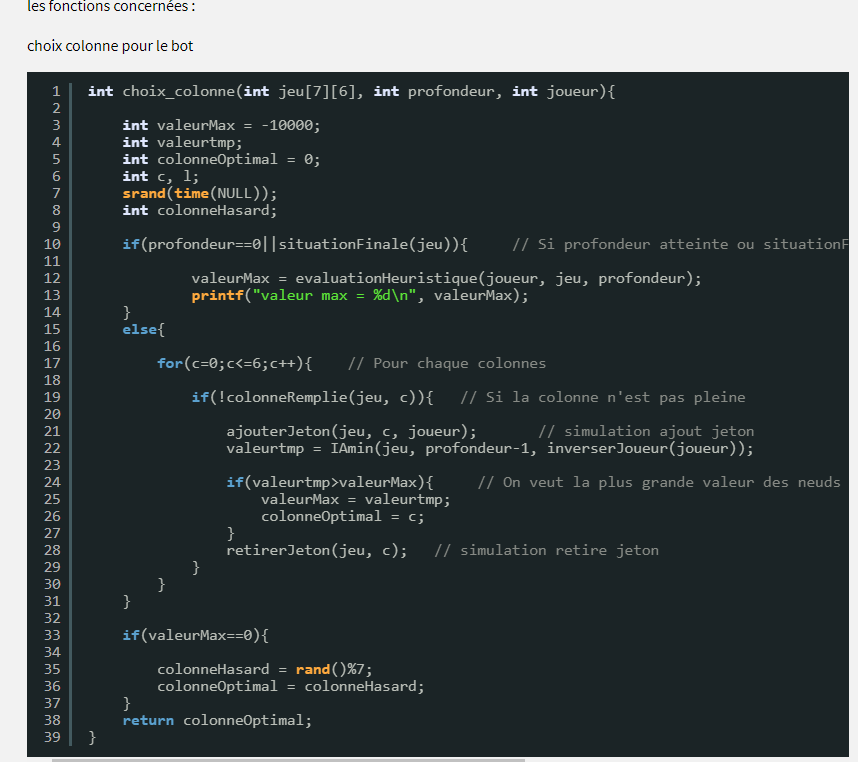 les fonctions concernées :
choix colonne pour le bot
1 int choix_colonne(int jeu[7][6], int profondeur, int joueur){
2
3 int valeurMax = -10000;
4 int valeurtmp;
5 int colonneOptimal = 0;
6 int c, l;
7 srand(time(NULL));
8 int colonneHasard;
9
10 if(profondeur==0||situationFinale(jeu)){ // Si profondeur atteinte ou situationF
11
12 valeurMax = evaluationHeuristique(joueur, jeu, profondeur);
13 printf("valeur max = %d\n", valeurMax);
14 }
15 else{
16
17 for(c=0;c<=6;c++){ // Pour chaque colonnes
18
19 if(!colonneRemplie(jeu, c)){ // Si la colonne n'est pas pleine
20
21 ajouterJeton(jeu, c, joueur); // simulation ajout jeton
22 valeurtmp = IAmin(jeu, profondeur-1, inverserJoueur(joueur));
23
24 if(valeurtmp>valeurMax){ // On veut la plus grande valeur des neuds
25 valeurMax = valeurtmp;
26 colonneOptimal = c;
27 }
28 retirerJeton(jeu, c); // simulation retire jeton
29 }
30 }
31 }
32
33 if(valeurMax==0){
34
35 colonneHasard = rand()%7;
36 colonneOptimal = colonneHasard;
37 }
38 return colonneOptimal;
39 }